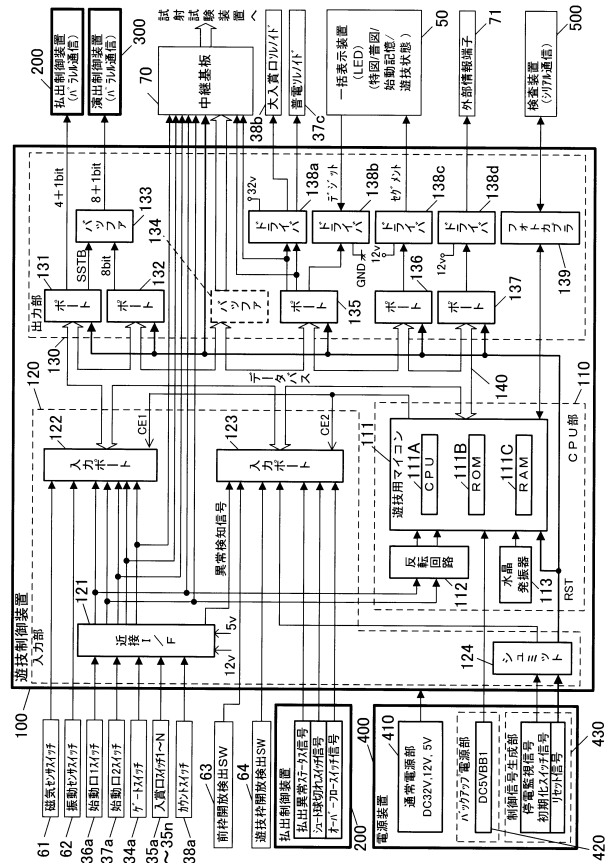 200
払出制御装置
(パラレル通信)
300
演出制御装置
(パラレル通信)
試射試験装置へ
70
中継基板
38b
大入賞口ソレノイド
37c
普電ソレノイド
50
一括表示装置
(LED)
(特図/普図/
始動記憶/
遊技状態)
71
外部情報端子
500
検査装置
(シリアル通信)
出力部
130
4+1bit
8+1bit
131
ポート
SSTB
8bit
132
ポート
133
バッファ
134
バッファ
135
ポート
136
ポート
137
ポート
32v
138a
ドライバ
デジット
138b
ドライバ
GND
12v
138c
ドライバ
セグメント
12v
138d
ドライバ
139
フォトカプラ
データバス
140
120
122
入力ポート
CE1
123
入力ポート
CE2
異常検知信号
110
CPU部
111
遊技用マイコン
111A
CPU
111B
ROM
111C
RAM
112
反転回路
113
水晶
発振器
RST
100
遊技制御装置
入力部
121
近接I/F
12v
5v
124
シュミット
61
磁気センサスイッチ
62
振動センサスイッチ
36a
始動口1スイッチ
37a
始動口2スイッチ
34a
ゲートスイッチ
35a
~35n
入賞口スイッチ1~N
38a
カウントスイッチ
63
前枠開放検出SW
64
遊技枠開放検出SW
200
払出制御装置
払出異常ステータス信号
シュート球切れスイッチ信号
オーバーフロースイッチ信号
400
電源装置
410
通常電源部
DC32V,12V, 5V
バックアップ電源部
DC5VBB1
420
制御信号生成部
停電監視信号
初期化スイッチ信号
リセット信号
430